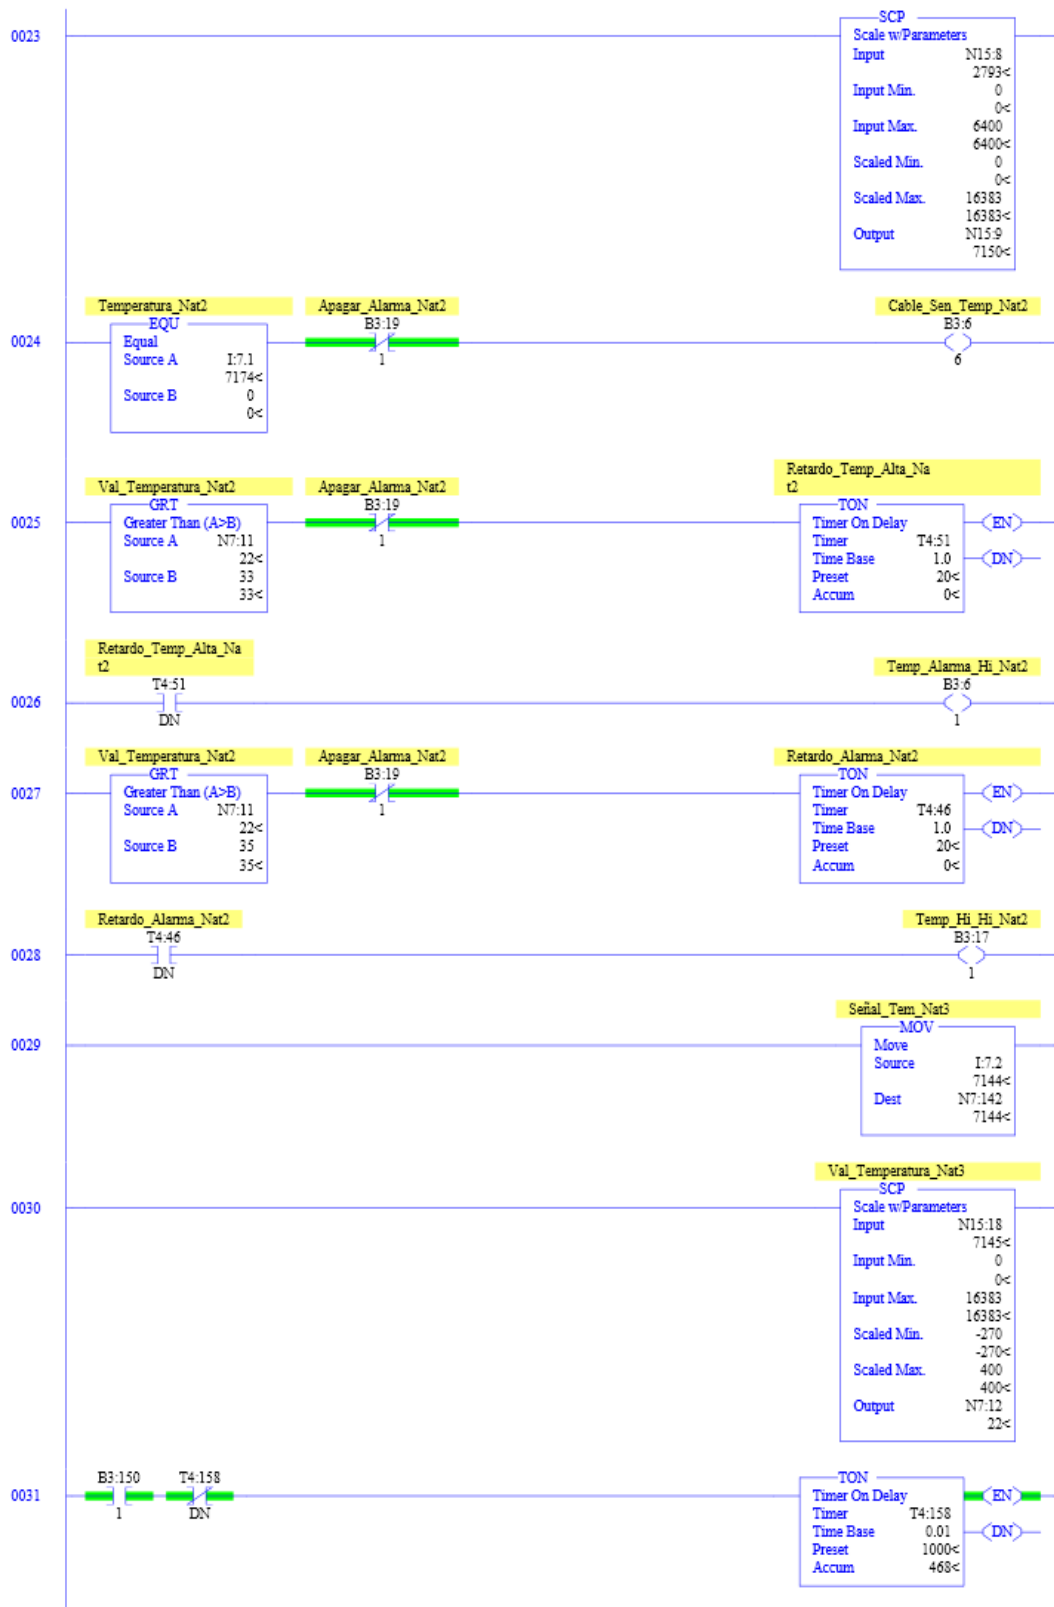 0023
SCP
Scale w/Parameters
Input N15:8
2793<
Input Min. 0
0<
Input Max. 6400
6400<
Scaled Min. 0
0<
Scaled Max. 16383
16383<
Output N15:9
7150<
Temperatura_Nat2 Apagar_Alarma_Nat2 Cable_Sen_Temp_Nat2
0024
EQU
Equal
Source A I:7.1
7174<
Source B 0
0<
B3:19
1
B3:6
6
Val_Temperatura_Nat2 Apagar_Alarma_Nat2
Retardo_Temp_Alta_Na
t2
0025
GRT
Greater Than (A>B)
Source A N7:11
22<
Source B 33
33<
B3:19
1
TON
Timer On Delay
Timer T4:51
Time Base 1.0
Preset 20<
Accum 0<
EN
DN
Retardo_Temp_Alta_Na
t2
Temp_Alarma_Hi_Nat2
0026
T4:51
DN
B3:6
1
Val_Temperatura_Nat2 Apagar_Alarma_Nat2 Retardo_Alarma_Nat2
0027
GRT
Greater Than (A>B)
Source A N7:11
22<
Source B 35
35<
B3:19
1
TON
Timer On Delay
Timer T4:46
Time Base 1.0
Preset 20<
Accum 0<
EN
DN
Retardo_Alarma_Nat2 Temp_Hi_Hi_Nat2
0028
T4:46
DN
B3:17
1
Señal_Tem_Nat3
0029
MOV
Move
Source I:7.2
7144<
Dest N7:142
7144<
Val_Temperatura_Nat3
0030
SCP
Scale w/Parameters
Input N15:18
7145<
Input Min. 0
0<
Input Max. 16383
16383<
Scaled Min. -270
-270<
Scaled Max. 400
400<
Output N7:12
22<
0031
B3:150
1
T4:158
DN
TON
Timer On Delay
Timer T4:158
Time Base 0.01
Preset 1000<
Accum 468<
EN
DN